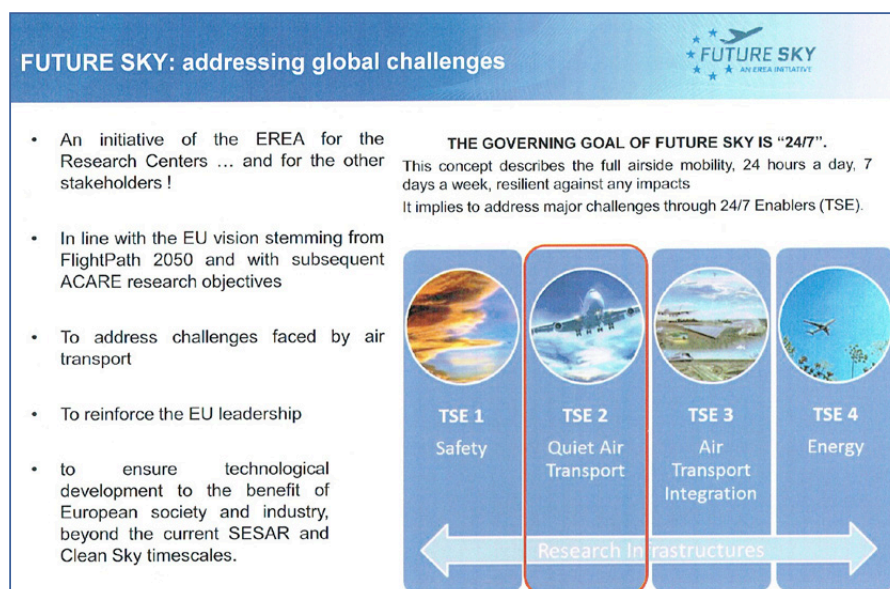 FUTURE SKY: addressing global challenges
FUTURE SKY
AN EREA INITIATIVE
• An initiative of the EREA for the
Research Centers ... and for the other
stakeholders !
• In line with the EU vision stemming from
FlightPath 2050 and with subsequent
ACARE research objectives
• To address challenges faced by air
transport
• To reinforce the EU leadership
• to ensure technological
development to the benefit of
European society and industry,
beyond the current SESAR and
Clean Sky timescales.
THE GOVERNING GOAL OF FUTURE SKY IS “24/7”.
This concept describes the full airside mobility, 24 hours a day, 7
days a week, resilient against any impacts
It implies to address major challenges through 24/7 Enablers (TSE).
TSE 1
Safety
TSE 2
Quiet Air
Transport
TSE 3
Air
Transport
Integration
TSE 4
Energy
Research Infrastructures